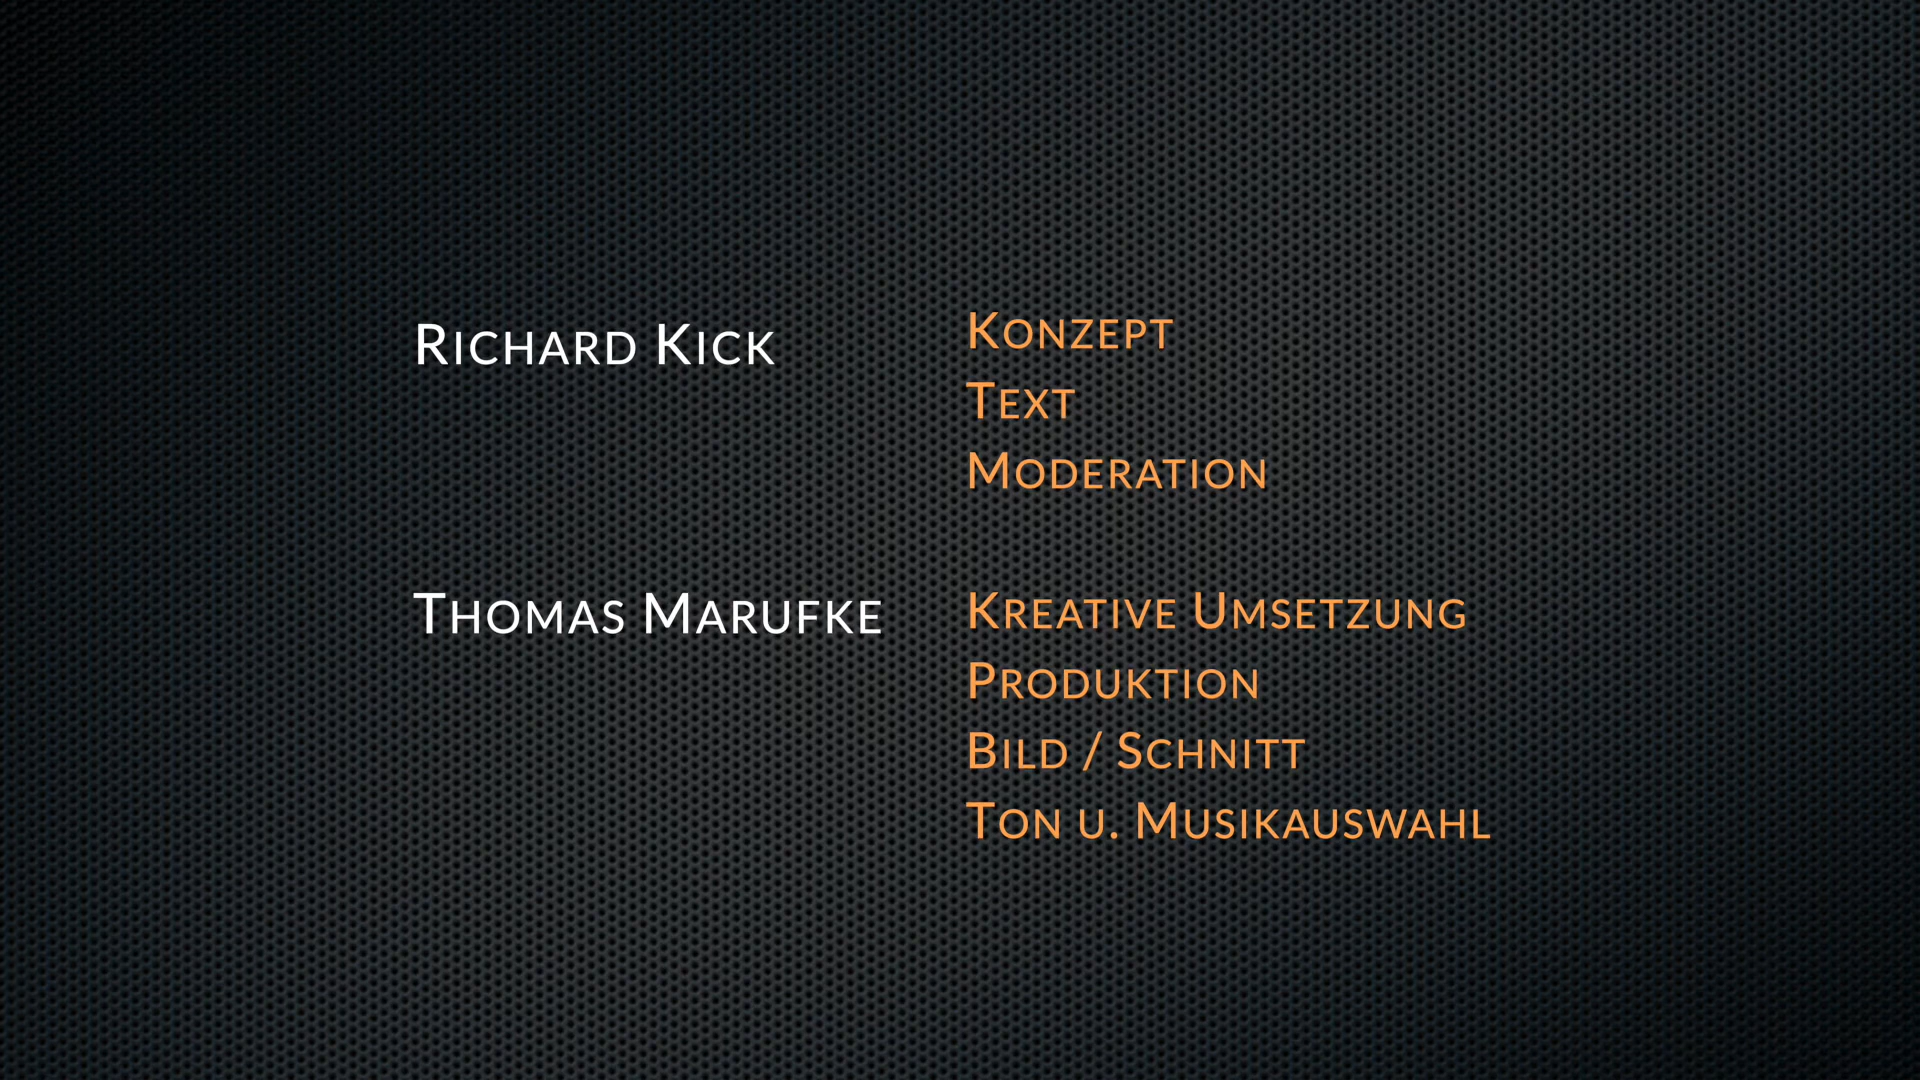 Richard Kick
Konzept
Text
Moderation
Thomas Marufke
Kreative Umsetzung
Produktion
Bild / Schnitt
Ton u. Musikauswahl